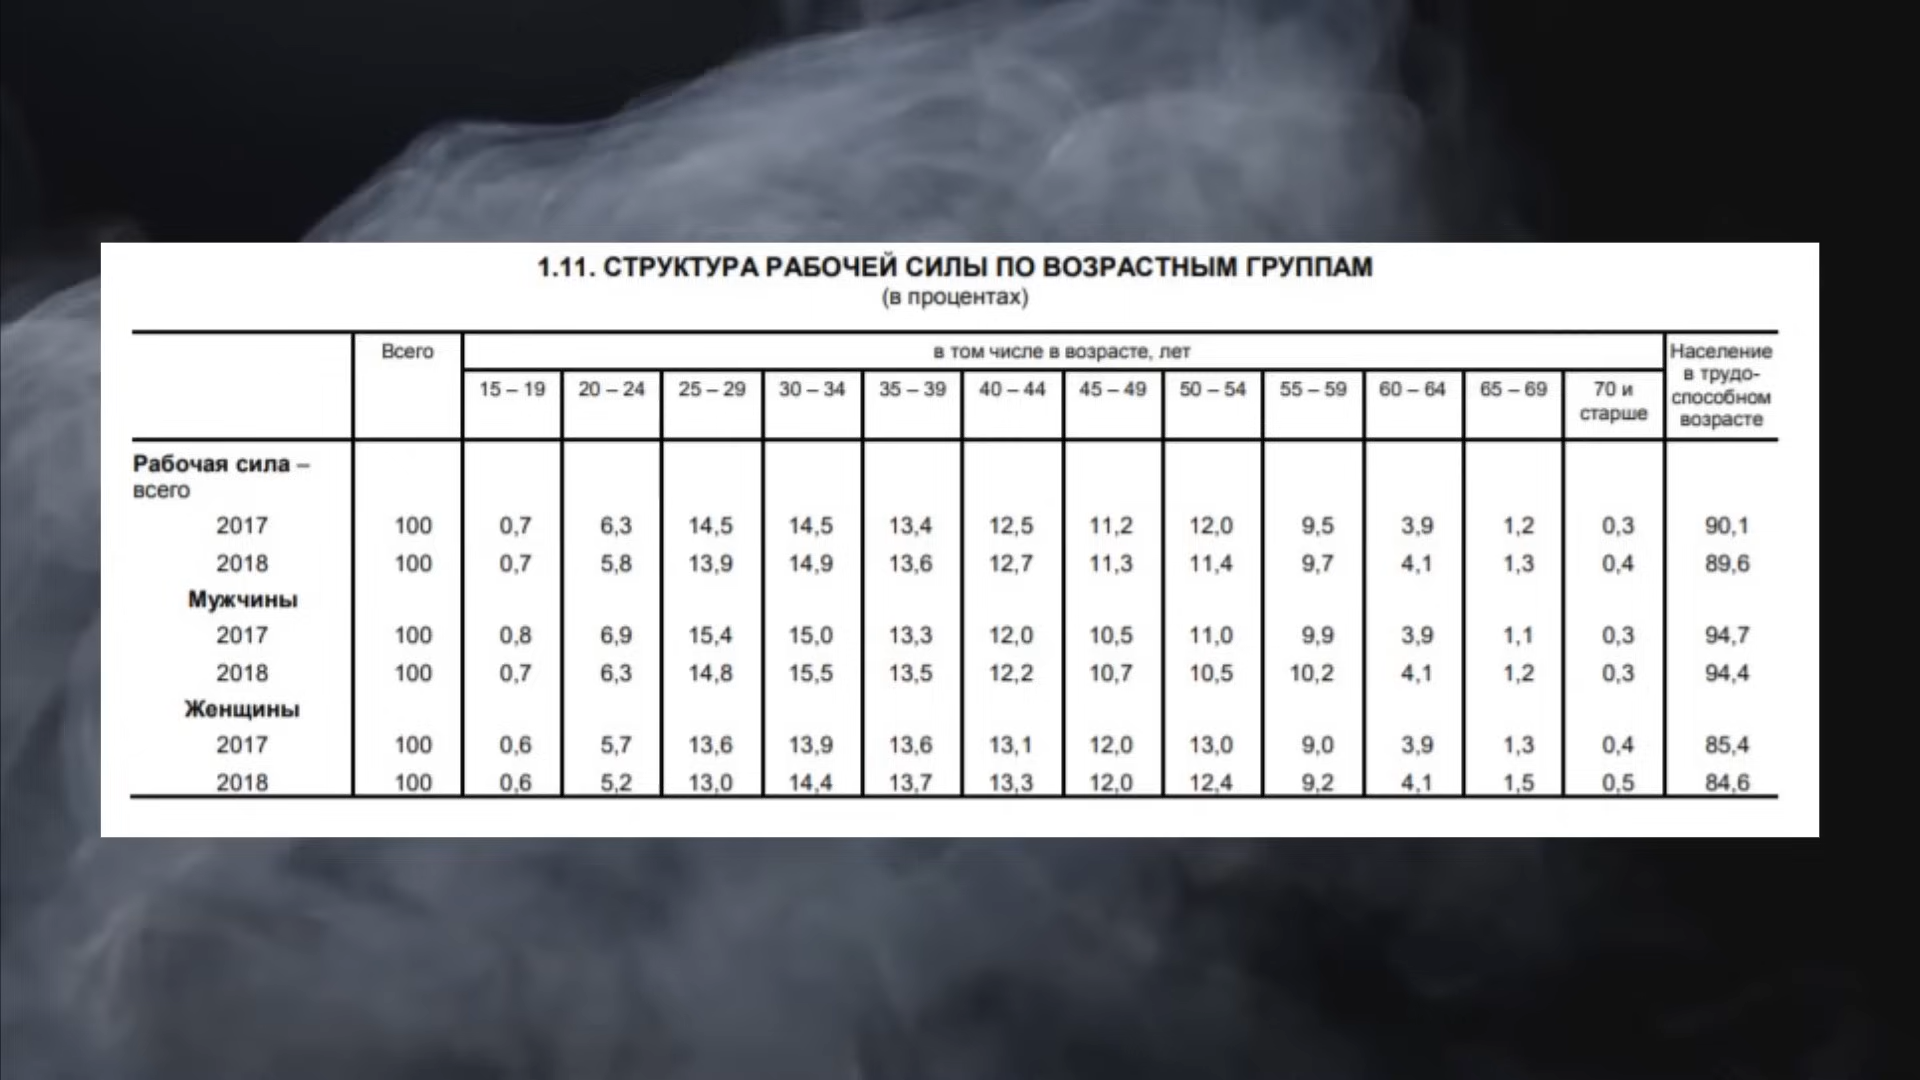 1.11. СТРУКТУРА РАБОЧЕЙ СИЛЫ ПО ВОЗРАСТНЫМ ГРУППАМ
(в процентах)
Всего
в том числе в возрасте, лет
Население
в трудо-
способном
возрасте
15 – 19 20 – 24 25 – 29 30 – 34 35 – 39 40 – 44 45 – 49 50 – 54 55 – 59 60 – 64 65 – 69 70 и
старше
Рабочая сила –
всего
2017 100 0,7 6,3 14,5 14,5 13,4 12,5 11,2 12,0 9,5 3,9 1,2 0,3 90,1
2018 100 0,7 5,8 13,9 14,9 13,6 12,7 11,3 11,4 9,7 4,1 1,3 0,4 89,6
Мужчины
2017 100 0,8 6,9 15,4 15,0 13,3 12,0 10,5 11,0 9,9 3,9 1,1 0,3 94,7
2018 100 0,7 6,3 14,8 15,5 13,5 12,2 10,7 10,5 10,2 4,1 1,2 0,3 94,4
Женщины
2017 100 0,6 5,7 13,6 13,9 13,6 13,1 12,0 13,0 9,0 3,9 1,3 0,4 85,4
2018 100 0,6 5,2 13,0 14,4 13,7 13,3 12,0 12,4 9,2 4,1 1,5 0,5 84,6